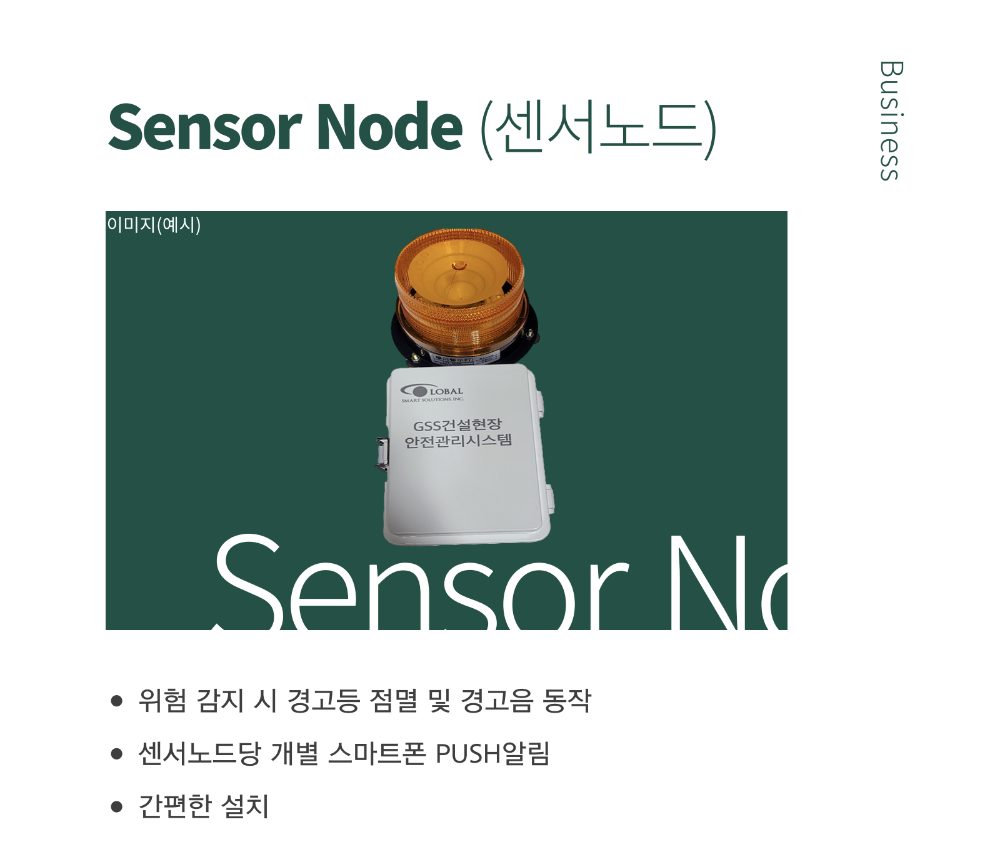 Business
Sensor Node (센서노드)
이미지(예시)
LOBAL
SMART SOLUTIONS INC.
GSS건설현장
안전관리시스템
Sensor No
위험 감지 시 경고등 점멸 및 경고음 동작
센서노드당 개별 스마트폰 PUSH알림
간편한 설치